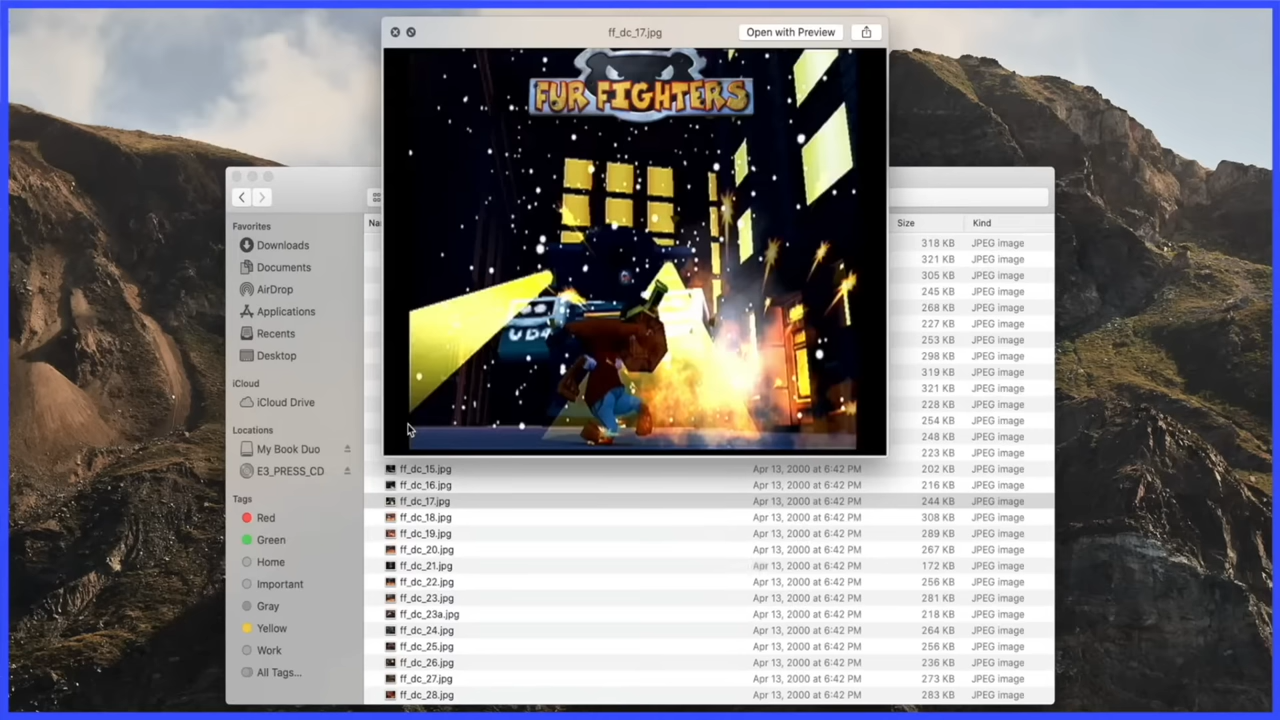 ff_dc_17.jpg
Open with Preview
FUR FIGHTERS
UD4
Na
Size
Kind
Favorites
Downloads
Documents
AirDrop
Applications
Recents
Desktop
iCloud
iCloud Drive
Locations
My Book Duo
E3_PRESS_CD
Tags
Red
Green
Home
Important
Gray
Yellow
Work
All Tags...
318 KB JPEG image
321 KB JPEG image
305 KB JPEG image
245 KB JPEG image
268 KB JPEG image
227 KB JPEG image
253 KB JPEG image
298 KB JPEG image
319 KB JPEG image
321 KB JPEG image
228 KB JPEG image
254 KB JPEG image
248 KB JPEG image
223 KB JPEG image
ff_dc_15.jpg Apr 13, 2000 at 6:42 PM 202 KB JPEG image
ff_dc_16.jpg Apr 13, 2000 at 6:42 PM 216 KB JPEG image
ff_dc_17.jpg Apr 13, 2000 at 6:42 PM 244 KB JPEG image
ff_dc_18.jpg Apr 13, 2000 at 6:42 PM 308 KB JPEG image
ff_dc_19.jpg Apr 13, 2000 at 6:42 PM 289 KB JPEG image
ff_dc_20.jpg Apr 13, 2000 at 6:42 PM 267 KB JPEG image
ff_dc_21.jpg Apr 13, 2000 at 6:42 PM 172 KB JPEG image
ff_dc_22.jpg Apr 13, 2000 at 6:42 PM 256 KB JPEG image
ff_dc_23.jpg Apr 13, 2000 at 6:42 PM 281 KB JPEG image
ff_dc_23a.jpg Apr 13, 2000 at 6:42 PM 218 KB JPEG image
ff_dc_24.jpg Apr 13, 2000 at 6:42 PM 264 KB JPEG image
ff_dc_25.jpg Apr 13, 2000 at 6:42 PM 256 KB JPEG image
ff_dc_26.jpg Apr 13, 2000 at 6:42 PM 236 KB JPEG image
ff_dc_27.jpg Apr 13, 2000 at 6:42 PM 273 KB JPEG image
ff_dc_28.jpg Apr 13, 2000 at 6:42 PM 283 KB JPEG image